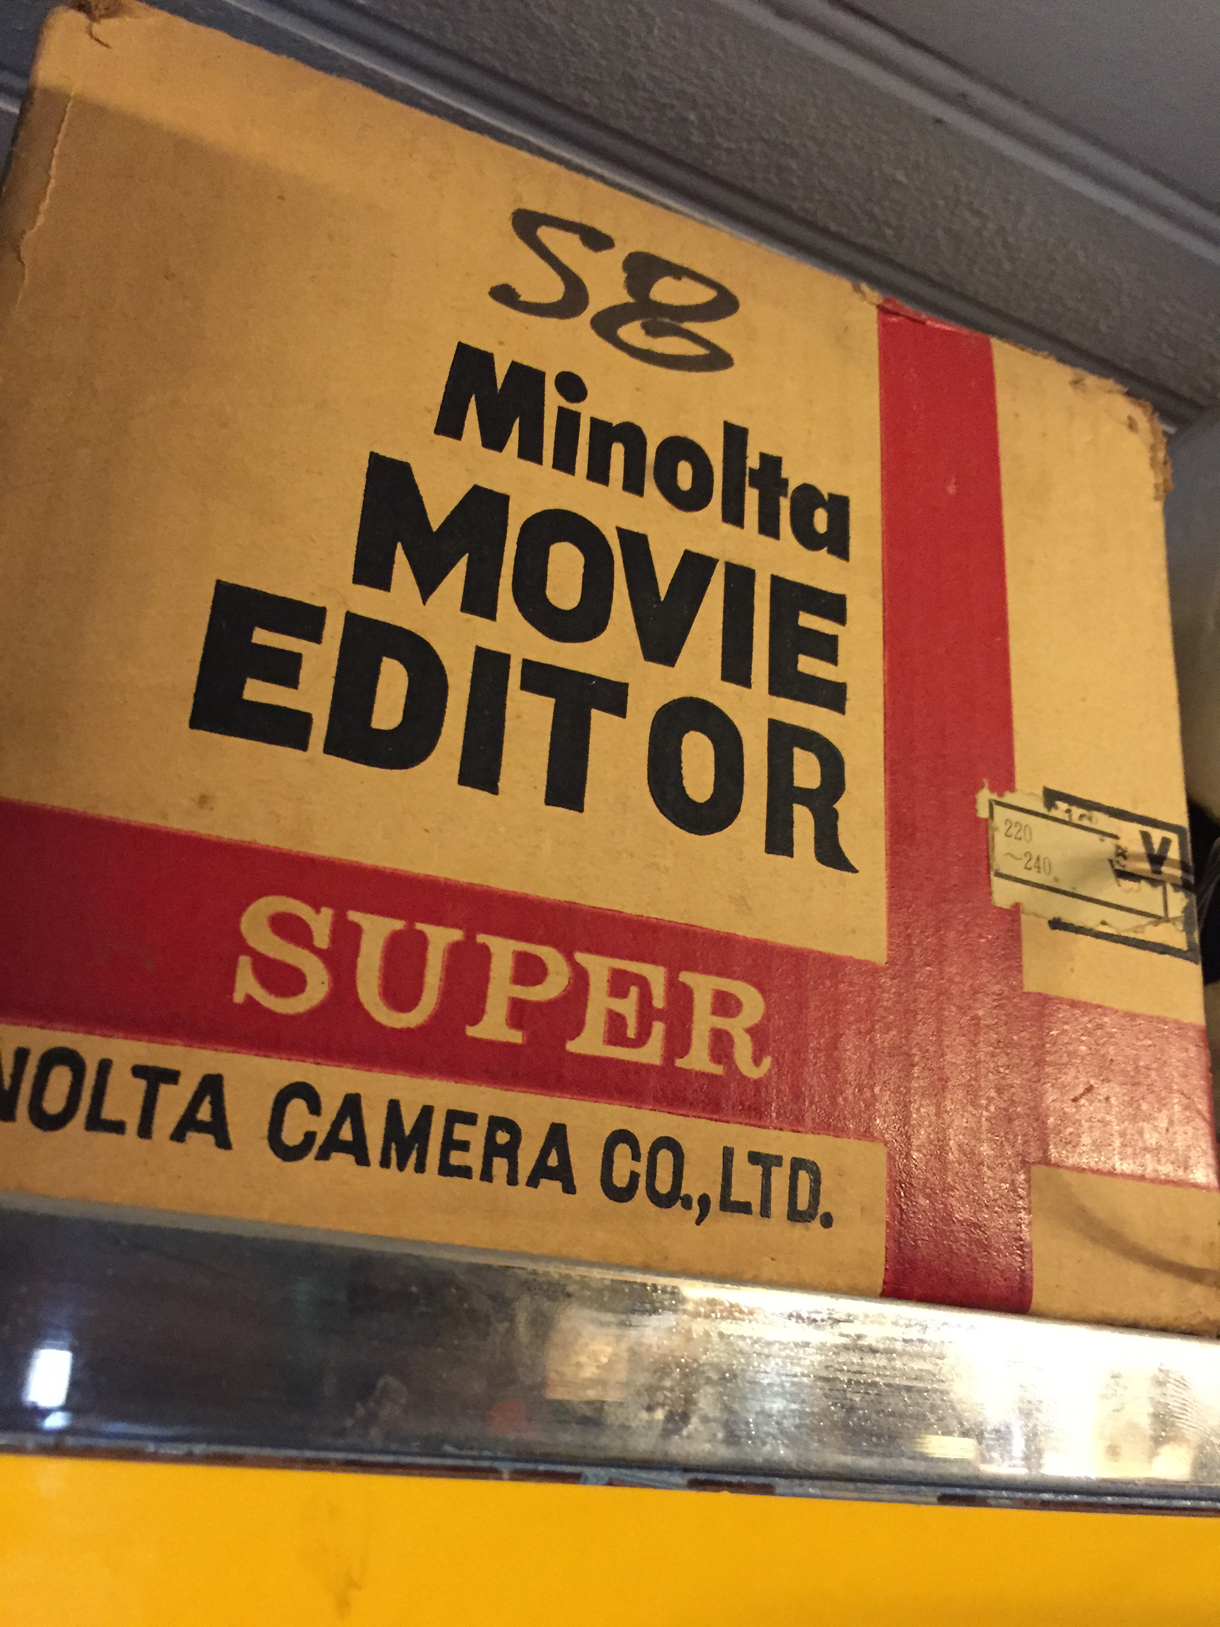 S8
Minolta
MOVIE
EDITOR
SUPER
NOLTA CAMERA CO.,LTD.
220
~240
V